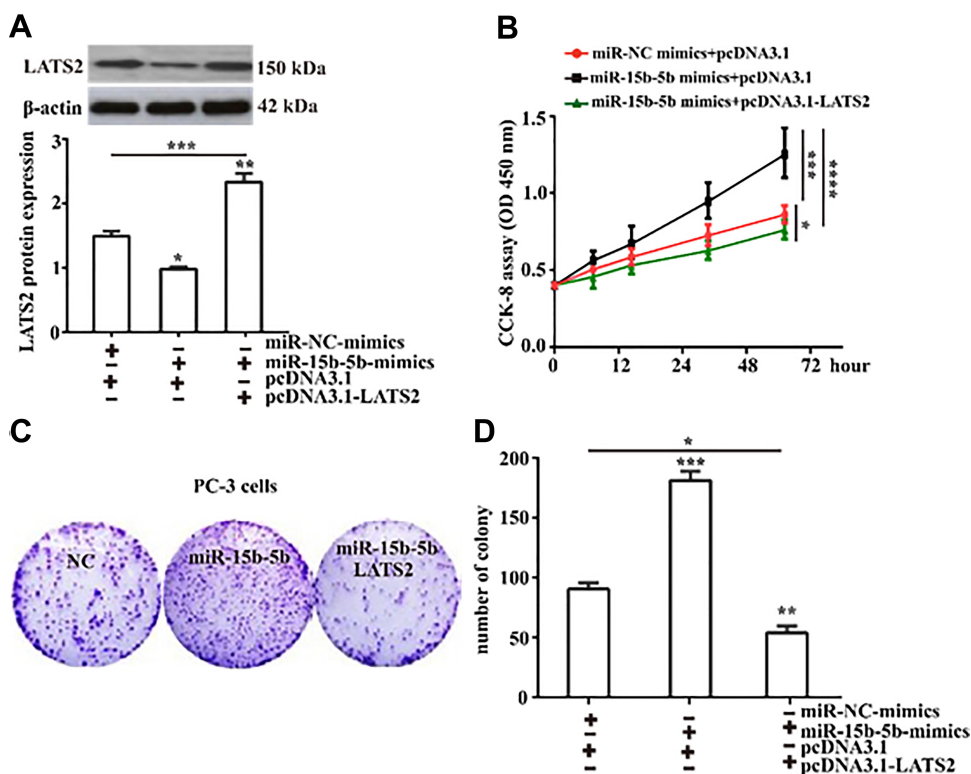 A
LATS2
150 kDa
β-actin
42 kDa
***
**
*
LATS2 protein expression
3
2
1
0
+ − − miR-NC-mimics
− + + miR-15b-5b-mimics
+ + − pcDNA3.1
− − + pcDNA3.1-LATS2
B
miR-NC mimics+pcDNA3.1
miR-15b-5b mimics+pcDNA3.1
miR-15b-5b mimics+pcDNA3.1-LATS2
CCK-8 assay (OD 450 nm)
1.5
1.0
0.5
0.0
***
****
*
0 12 24 48 72 hour
C
PC-3 cells
NC
miR-15b-5b
miR-15b-5b
LATS2
D
*
***
**
number of colony
200
150
100
50
0
+ − − miR-NC-mimics
− + + miR-15b-5b-mimics
+ + − pcDNA3.1
− − + pcDNA3.1-LATS2